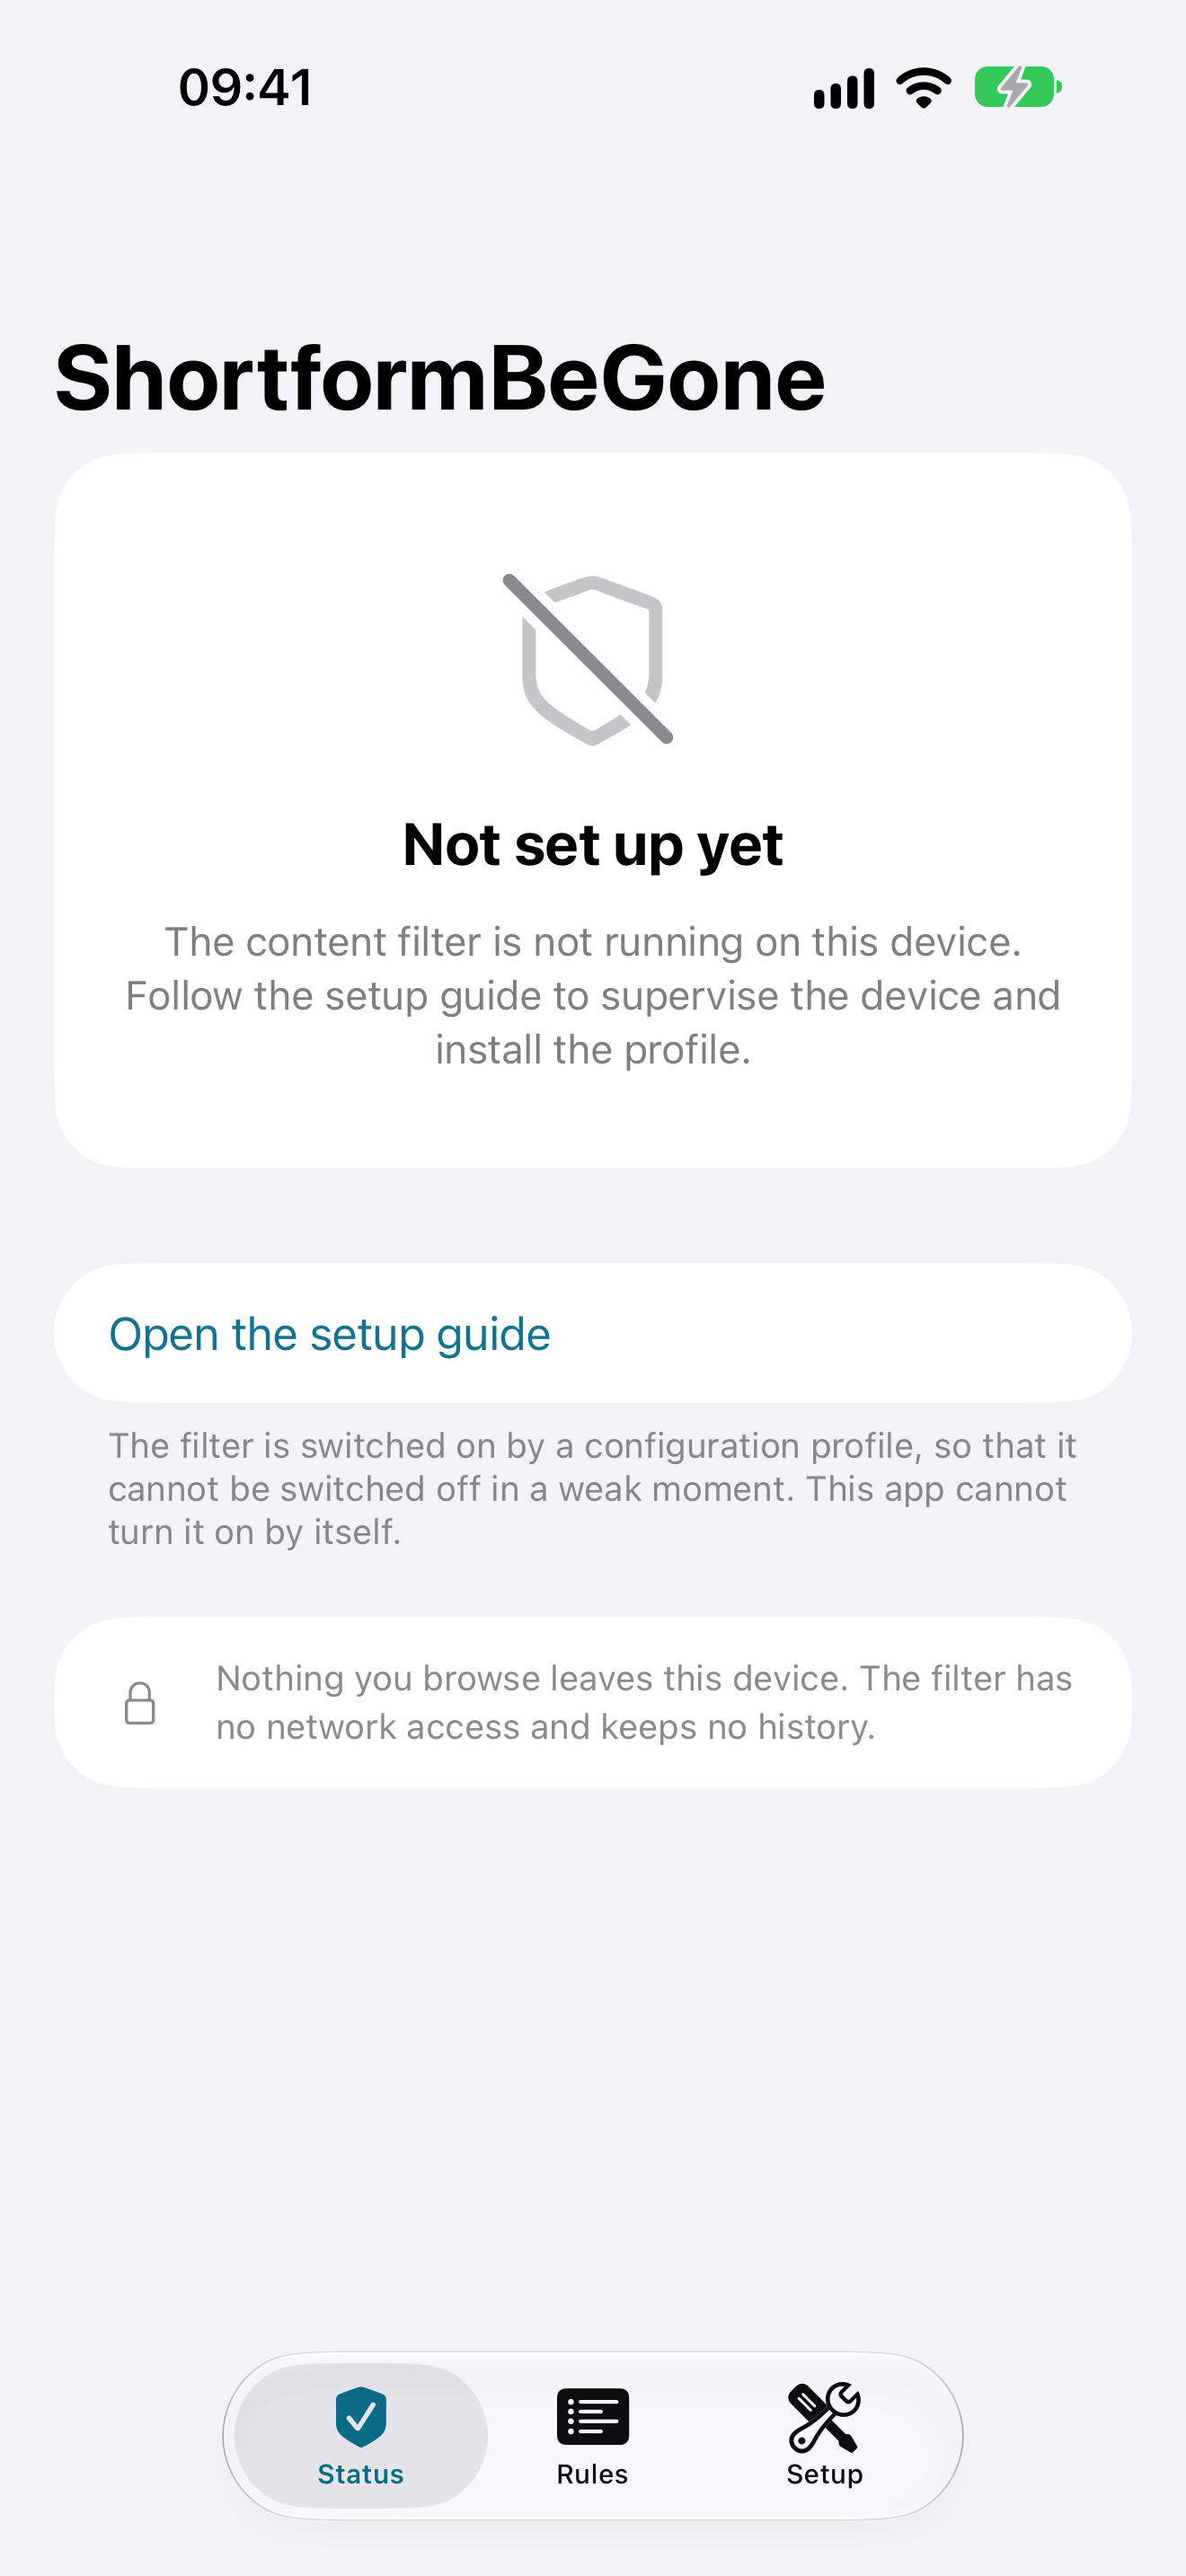 09:41
ShortformBeGone
Not set up yet
The content filter is not running on this device.
Follow the setup guide to supervise the device and
install the profile.
Open the setup guide
The filter is switched on by a configuration profile, so that it
cannot be switched off in a weak moment. This app cannot
turn it on by itself.
Nothing you browse leaves this device. The filter has
no network access and keeps no history.
Status
Rules
Setup